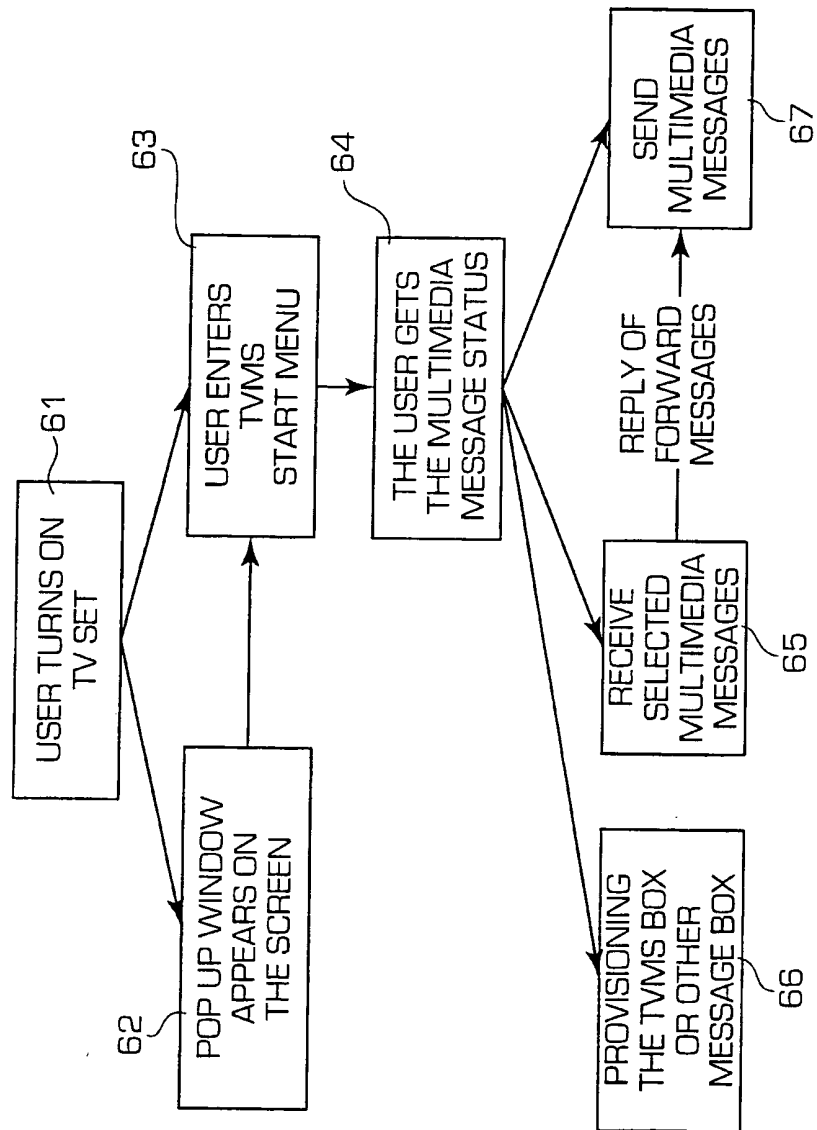 USER TURNS ON
TV SET
61
POP UP WINDOW
APPEARS ON
THE SCREEN
62
USER ENTERS
TVMS
START MENU
63
THE USER GETS
THE MULTIMEDIA
MESSAGE STATUS
64
PROVISIONING
THE TVMS BOX
OR OTHER
MESSAGE BOX
66
RECEIVE
SELECTED
MULTIMEDIA
MESSAGES
65
REPLY OF
FORWARD
MESSAGES
SEND
MULTIMEDIA
MESSAGES
67